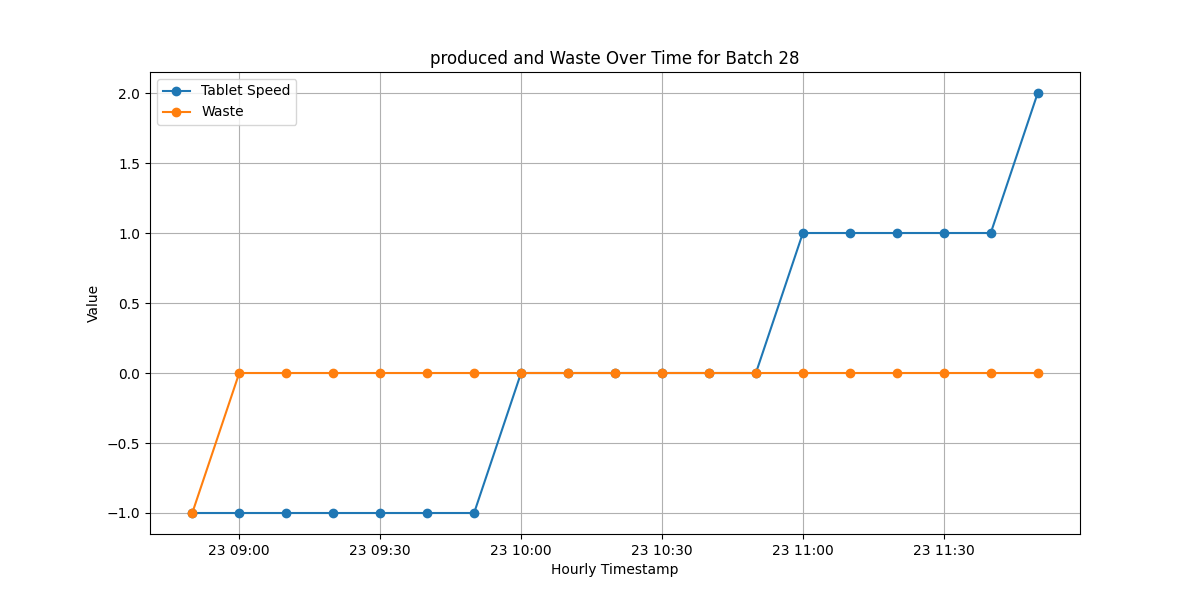 produced and Waste Over Time for Batch 28
Tablet Speed
Waste
2.0
1.5
1.0
0.5
0.0
−0.5
−1.0
Value
23 09:00 23 09:30 23 10:00 23 10:30 23 11:00 23 11:30
Hourly Timestamp